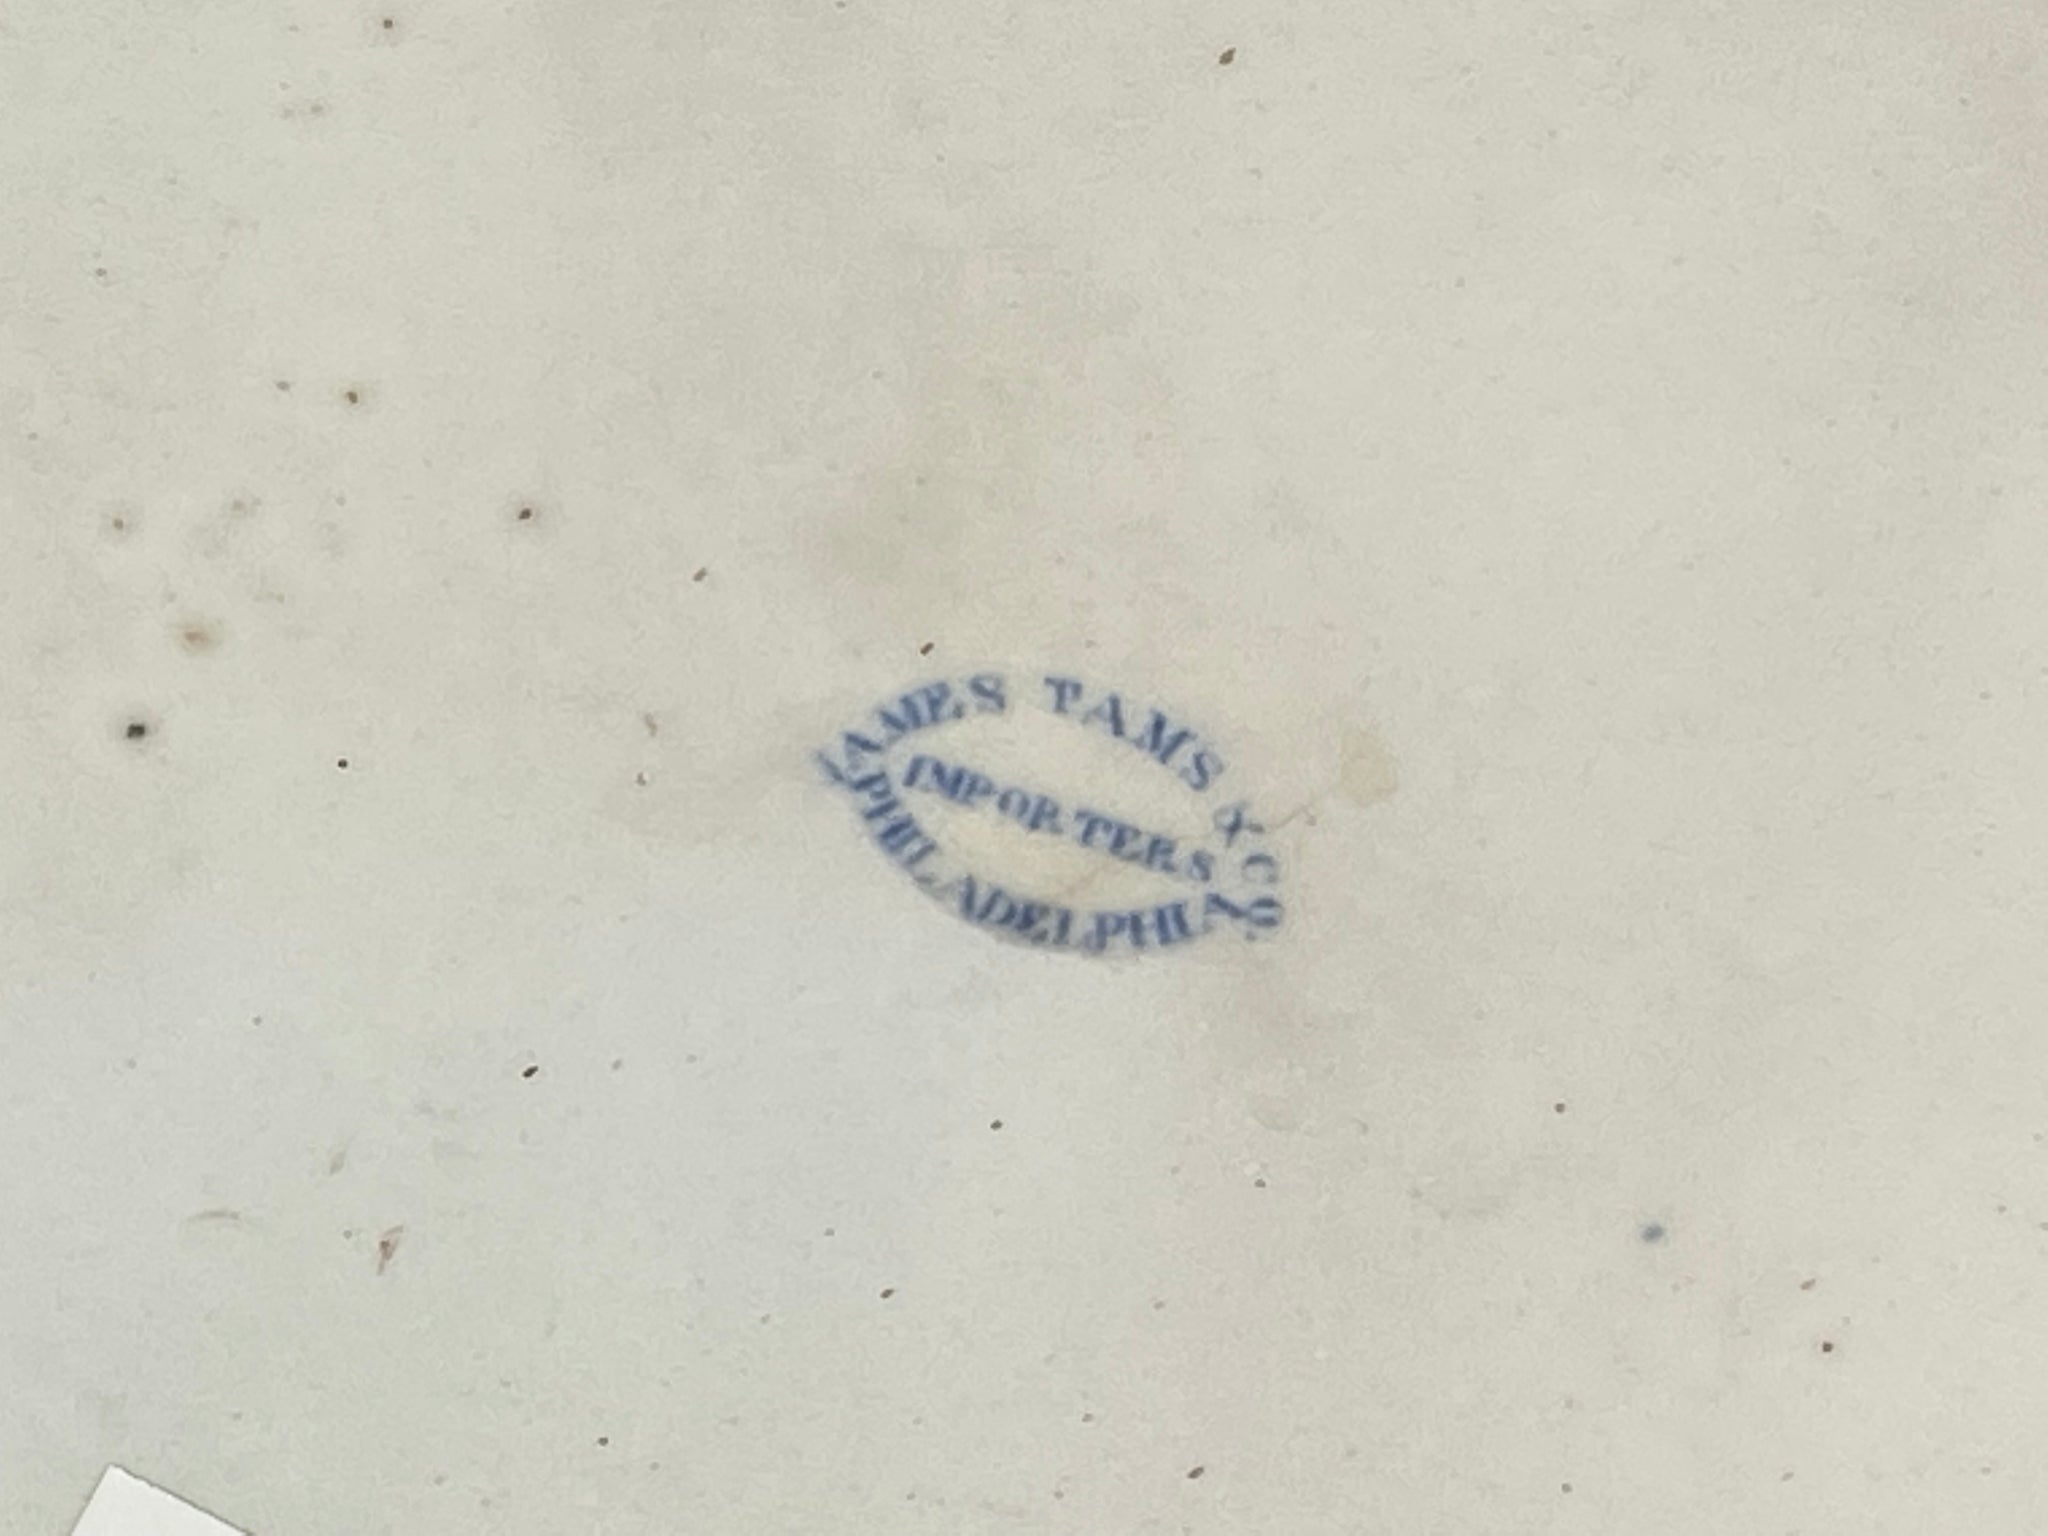 JAMES TAMS & CO.
IMPORTERS
PHILADELPHIA